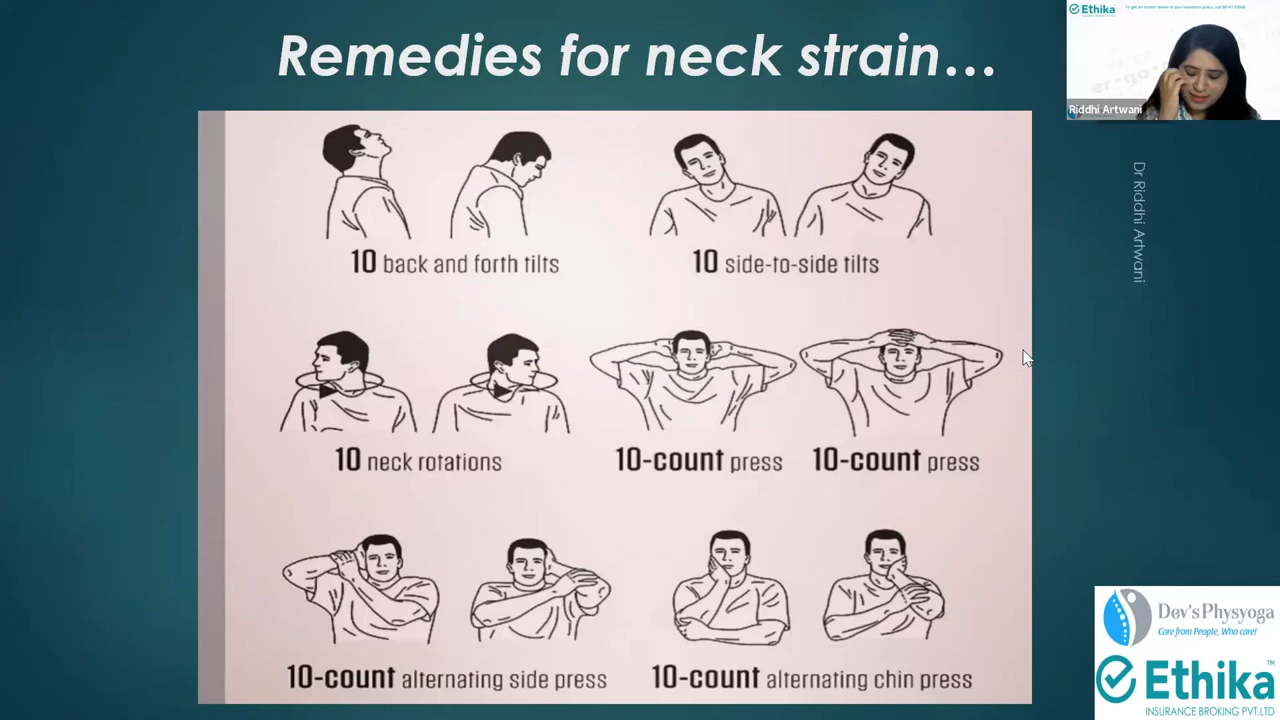 Remedies for neck strain…
Ethika
Riddhi Artwani
Dr Riddhi Artwani
10 back and forth tilts
10 side-to-side tilts
10 neck rotations
10-count press
10-count press
10-count alternating side press
10-count alternating chin press
Dev's Physyoga
Care from People, Who care!
Ethika™
INSURANCE BROKING PVT.LTD